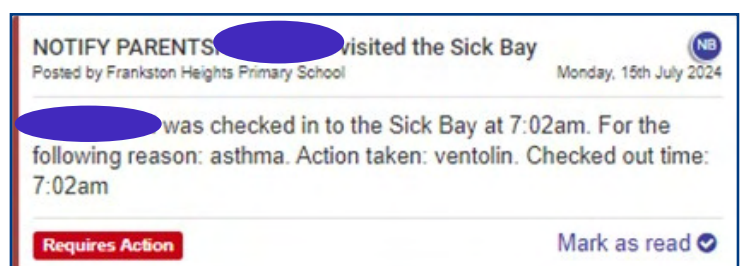 NOTIFY PARENTS: visited the Sick Bay
NB
Posted by Frankston Heights Primary School
Monday, 15th July 2024
was checked in to the Sick Bay at 7:02am. For the
following reason: asthma. Action taken: ventolin. Checked out time:
7:02am
Requires Action
Mark as read